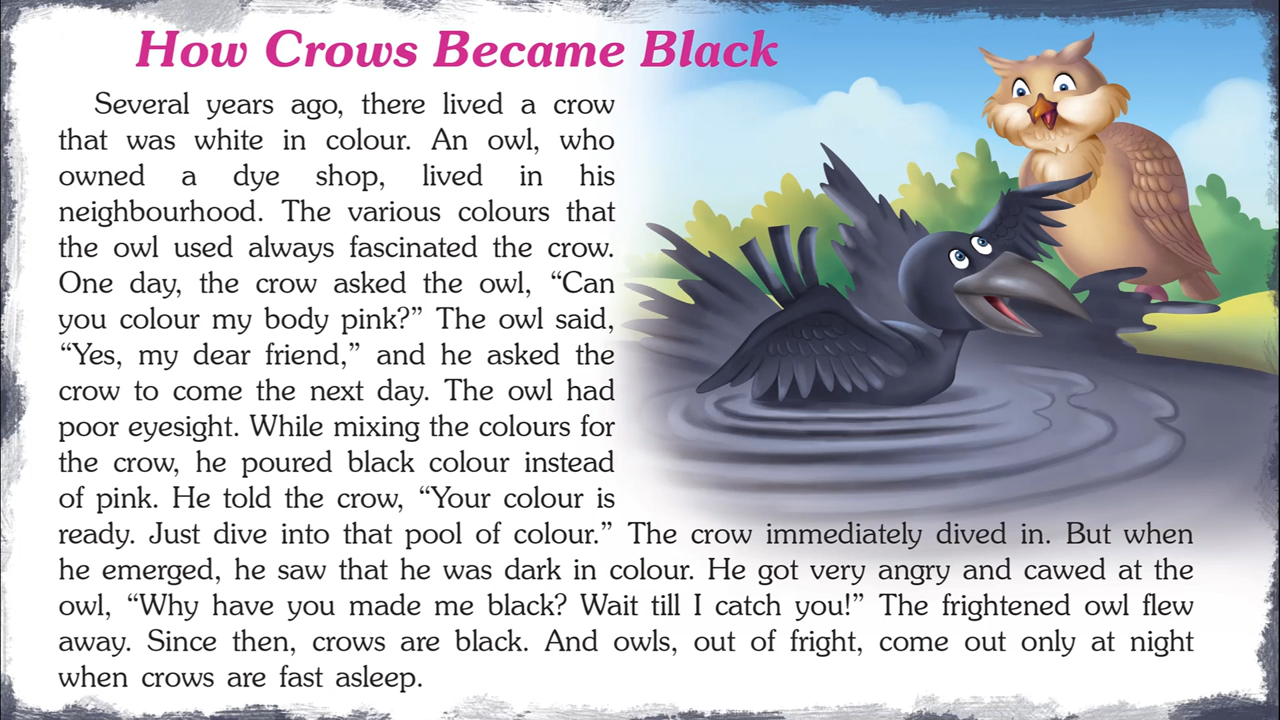 How Crows Became Black
Several years ago, there lived a crow
that was white in colour. An owl, who
owned a dye shop, lived in his
neighbourhood. The various colours that
the owl used always fascinated the crow.
One day, the crow asked the owl, “Can
you colour my body pink?” The owl said,
“Yes, my dear friend,” and he asked the
crow to come the next day. The owl had
poor eyesight. While mixing the colours for
the crow, he poured black colour instead
of pink. He told the crow, “Your colour is
ready. Just dive into that pool of colour.” The crow immediately dived in. But when
he emerged, he saw that he was dark in colour. He got very angry and cawed at the
owl, “Why have you made me black? Wait till I catch you!” The frightened owl flew
away. Since then, crows are black. And owls, out of fright, come out only at night
when crows are fast asleep.